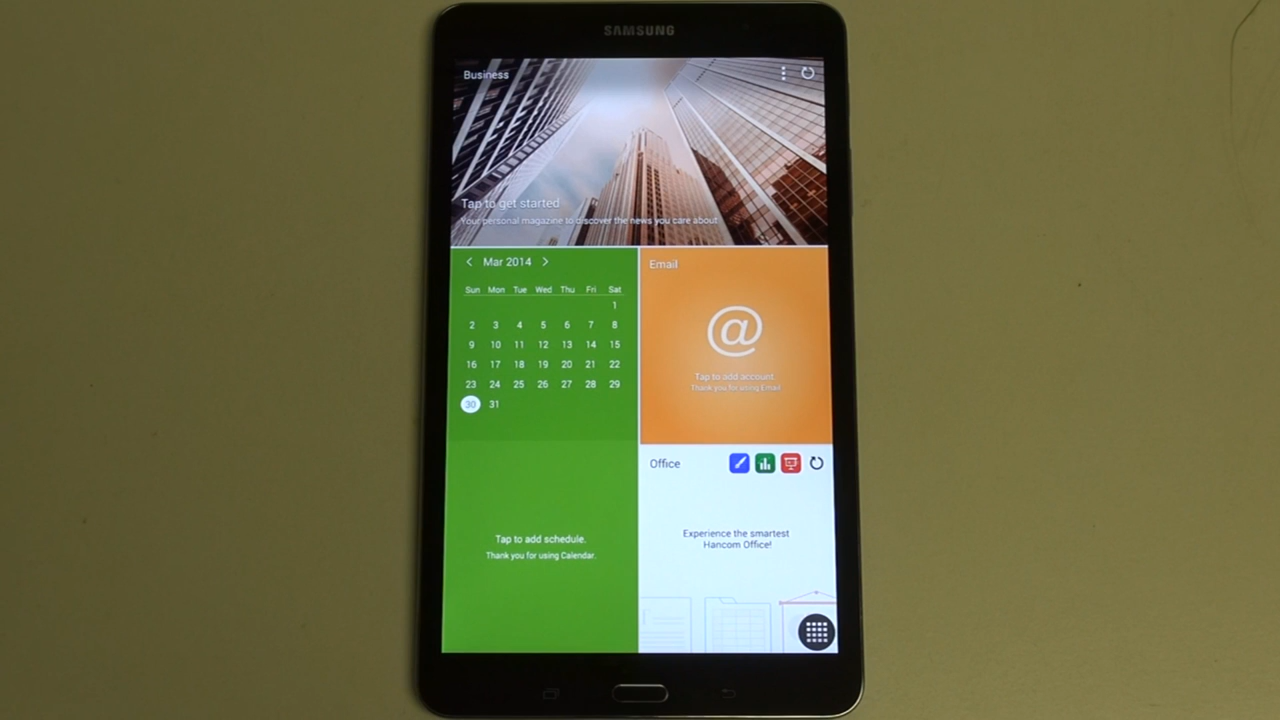 SAMSUNG
Business
Tap to get started
Your personal magazine to discover the news you care about
Mar 2014
Sun Mon Tue Wed Thu Fri Sat
1
2 3 4 5 6 7 8
9 10 11 12 13 14 15
16 17 18 19 20 21 22
23 24 25 26 27 28 29
30 31
Tap to add schedule.
Thank you for using Calendar.
Email
@
Tap to add account.
Thank you for using Email.
Office
Experience the smartest
Hancom Office!